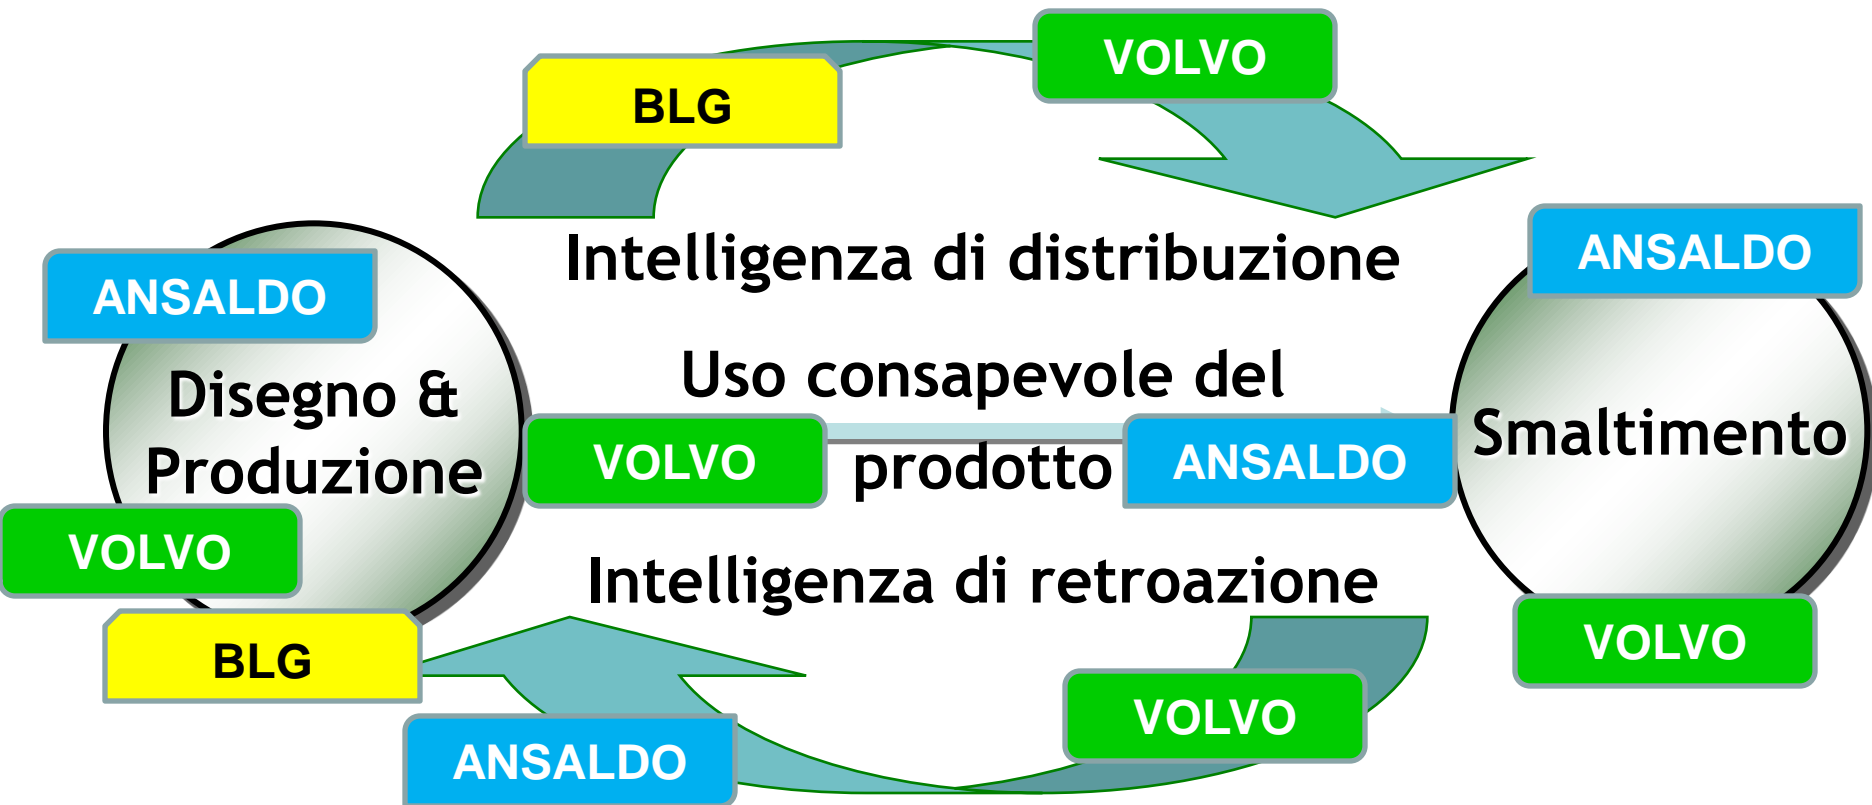 VOLVO
BLG
Intelligenza di distribuzione
ANSALDO
ANSALDO
Disegno &
Produzione
Uso consapevole del
prodotto
VOLVO
ANSALDO
Smaltimento
VOLVO
BLG
Intelligenza di retroazione
VOLVO
VOLVO
ANSALDO